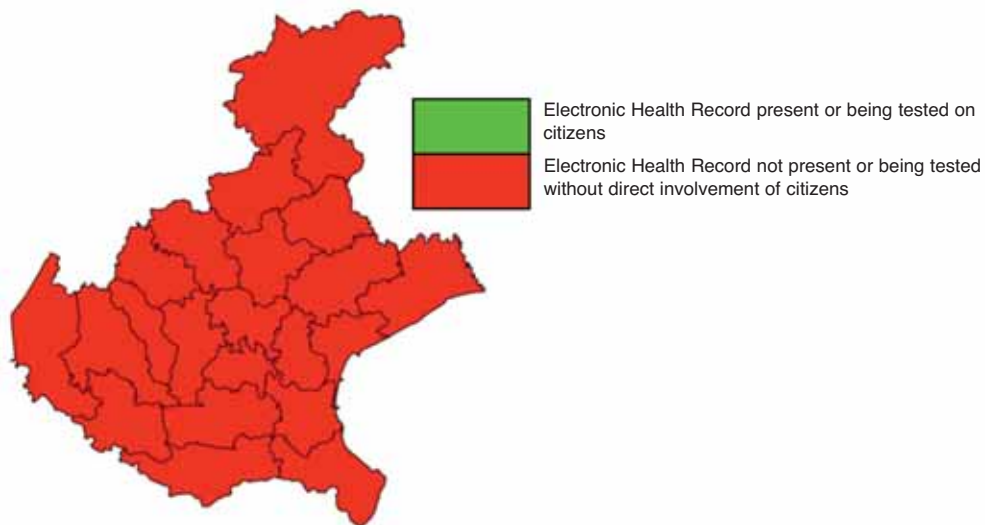 Electronic Health Record present or being tested on
citizens
Electronic Health Record not present or being tested
without direct involvement of citizens